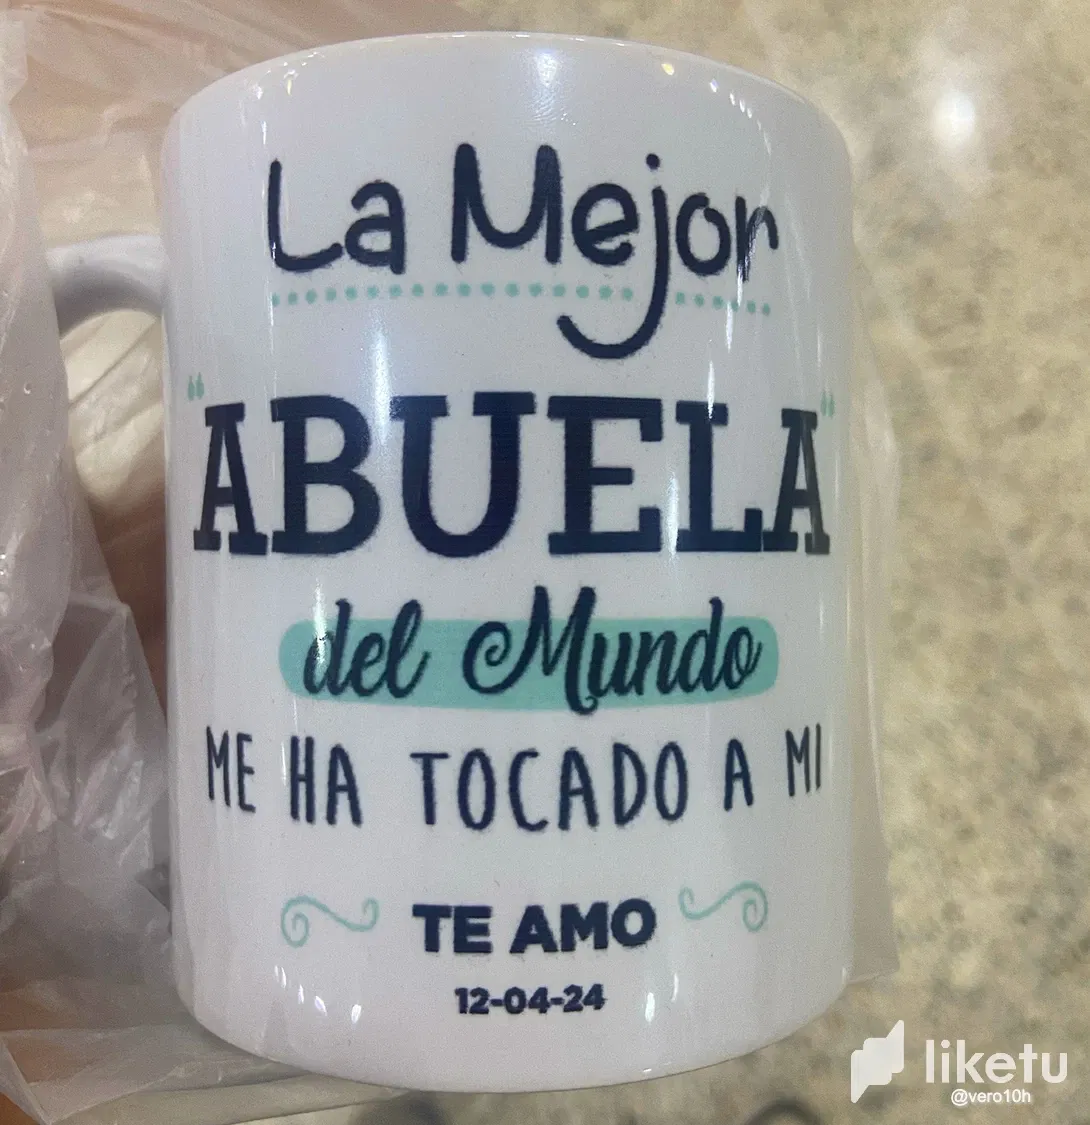 La Mejor
"ABUELA"
del Mundo
ME HA TOCADO A MI
TE AMO
12-04-24
liketu
@vero10h